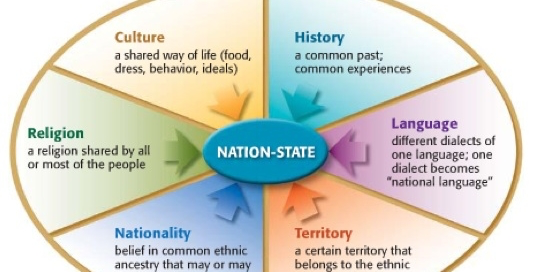 Culture
a shared way of life (food,
dress, behavior, ideals)
History
a common past;
common experiences
Religion
a religion shared by all
or most of the people
NATION-STATE
Language
different dialects of
one language; one
dialect becomes
“national language”
Nationality
belief in common ethnic
ancestry that may or may
Territory
a certain territory that
belongs to the ethnic